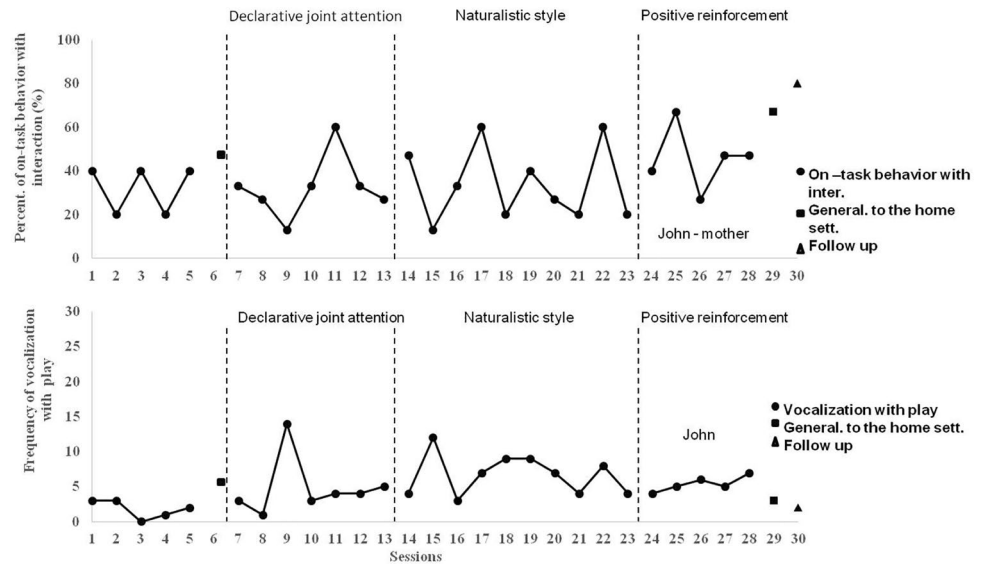 Declarative joint attention Naturalistic style Positive reinforcement
Percent. of on-task behavior with
interaction (%)
100
80
60
40
20
0
John - mother
On –task behavior with
inter.
General. to the home
sett.
Follow up
1 2 3 4 5 6 7 8 9 10 11 12 13 14 15 16 17 18 19 20 21 22 23 24 25 26 27 28 29 30
Declarative joint attention Naturalistic style Positive reinforcement
Frequency of vocalization
with play
30
25
20
15
10
5
0
John
Vocalization with play
General. to the home sett.
Follow up
1 2 3 4 5 6 7 8 9 10 11 12 13 14 15 16 17 18 19 20 21 22 23 24 25 26 27 28 29 30
Sessions